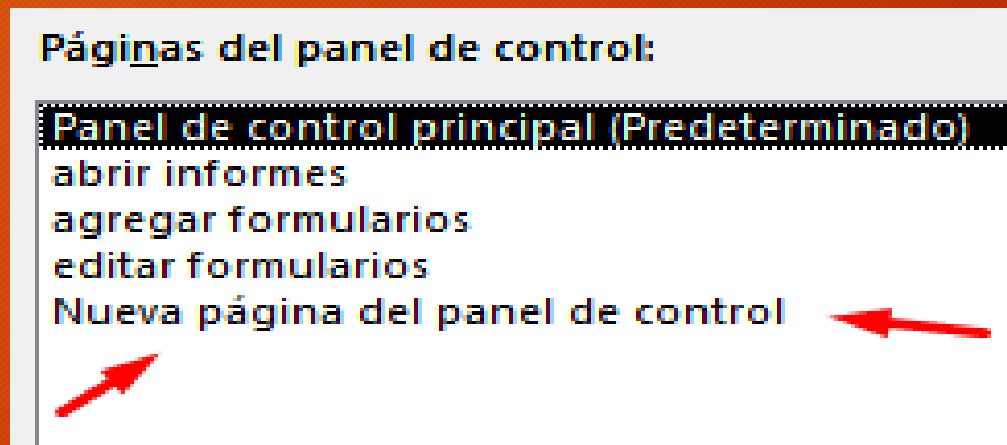 Páginas del panel de control:
Panel de control principal (Predeterminado)
abrir informes
agregar formularios
editar formularios
Nueva página del panel de control